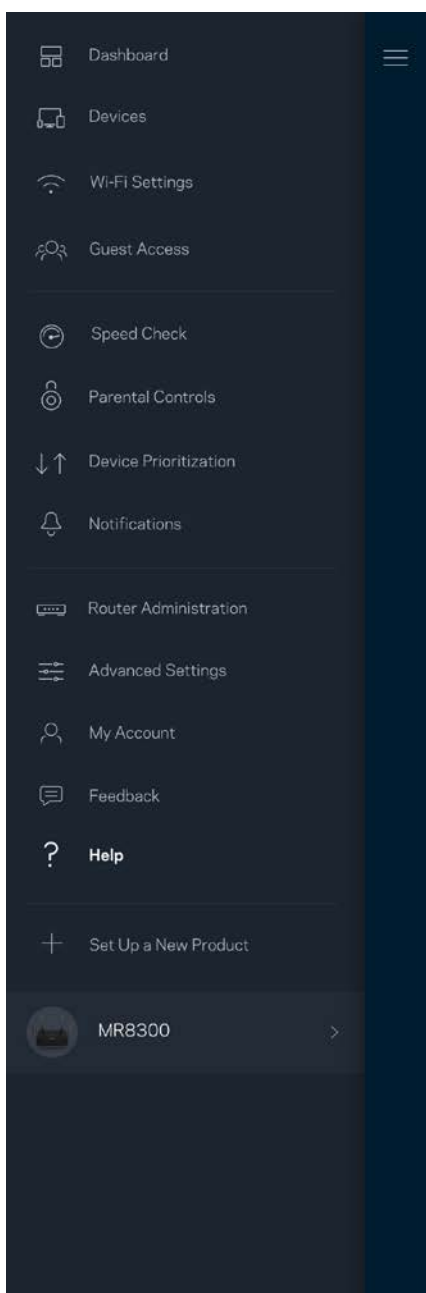 Dashboard
Devices
Wi-Fi Settings
Guest Access
Speed Check
Parental Controls
Device Prioritization
Notifications
Router Administration
Advanced Settings
My Account
Feedback
? Help
Set Up a New Product
MR8300